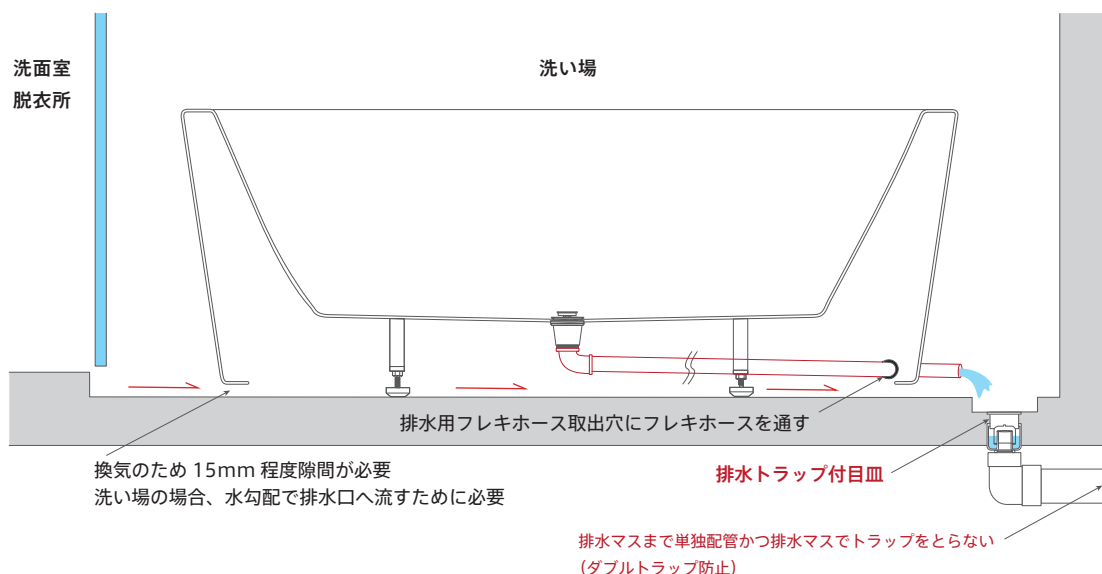 洗面室
脱衣所
洗い場
排水用フレキホース取出穴にフレキホースを通す
換気のため 15mm 程度隙間が必要
洗い場の場合、水勾配で排水口へ流すために必要
排水トラップ付目皿
排水マスまで単独配管かつ排水マスでトラップをとらない
（ダブルトラップ防止）